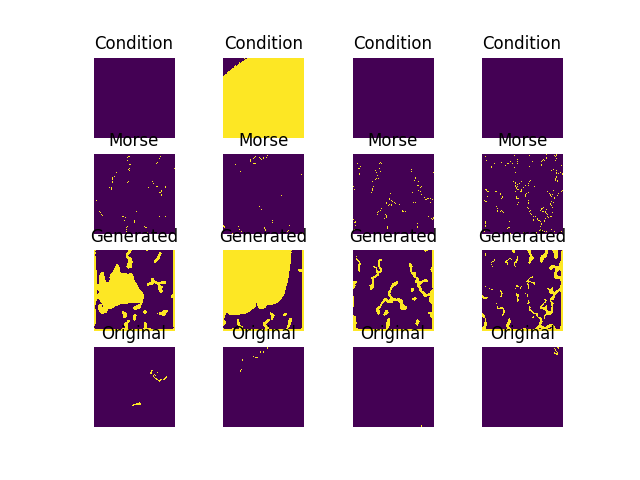 Condition Condition Condition Condition
Morse Morse Morse Morse
Generated Generated Generated Generated
Original Original Original Original